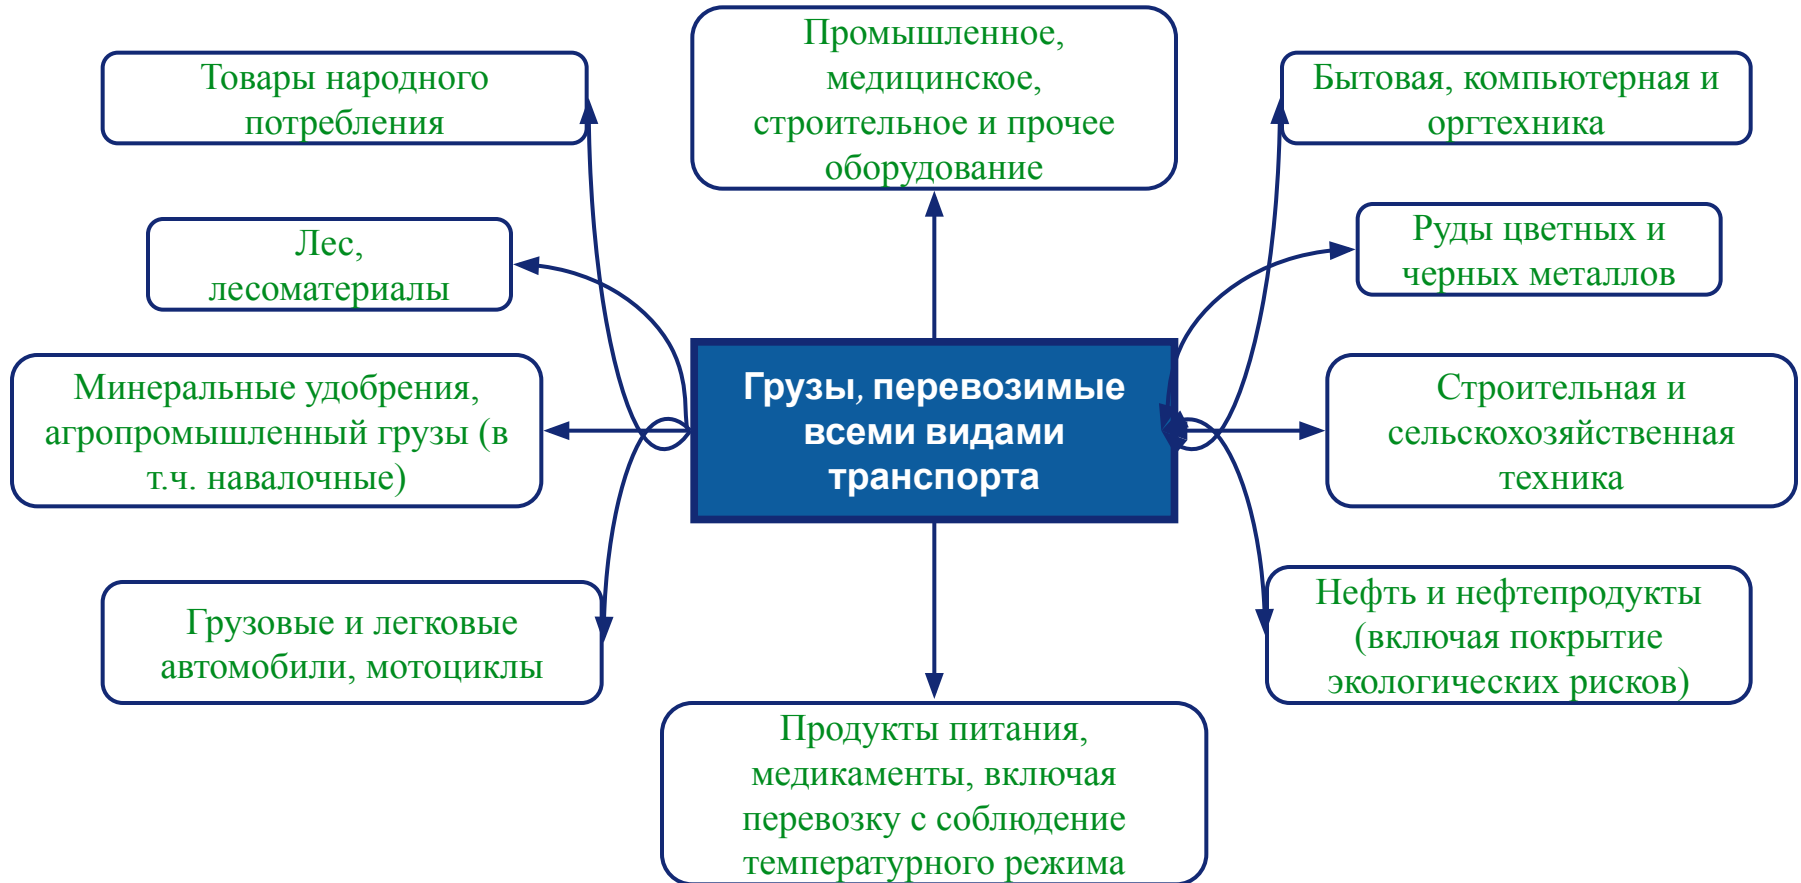 Товары народного
потребления
Промышленное,
медицинское,
строительное и прочее
оборудование
Бытовая, компьютерная и
оргтехника
Лес,
лесоматериалы
Руды цветных и
черных металлов
Минеральные удобрения,
агропромышленный грузы (в
т.ч. навалочные)
Грузы, перевозимые
всеми видами
транспорта
Строительная и
сельскохозяйственная
техника
Грузовые и легковые
автомобили, мотоциклы
Нефть и нефтепродукты
(включая покрытие
экологических рисков)
Продукты питания,
медикаменты, включая
перевозку с соблюдение
температурного режима